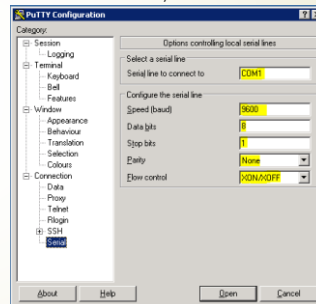 PuTTY Configuration
Category:
Session
Logging
Terminal
Keyboard
Bell
Features
Window
Appearance
Behaviour
Translation
Selection
Colours
Connection
Data
Proxy
Telnet
Rlogin
SSH
Serial
Options controlling local serial lines
Select a serial line
Serial line to connect to COM1
Configure the serial line
Speed (baud) 9600
Data bits 8
Stop bits 1
Parity None
Flow control XON/XOFF
About Help Open Cancel